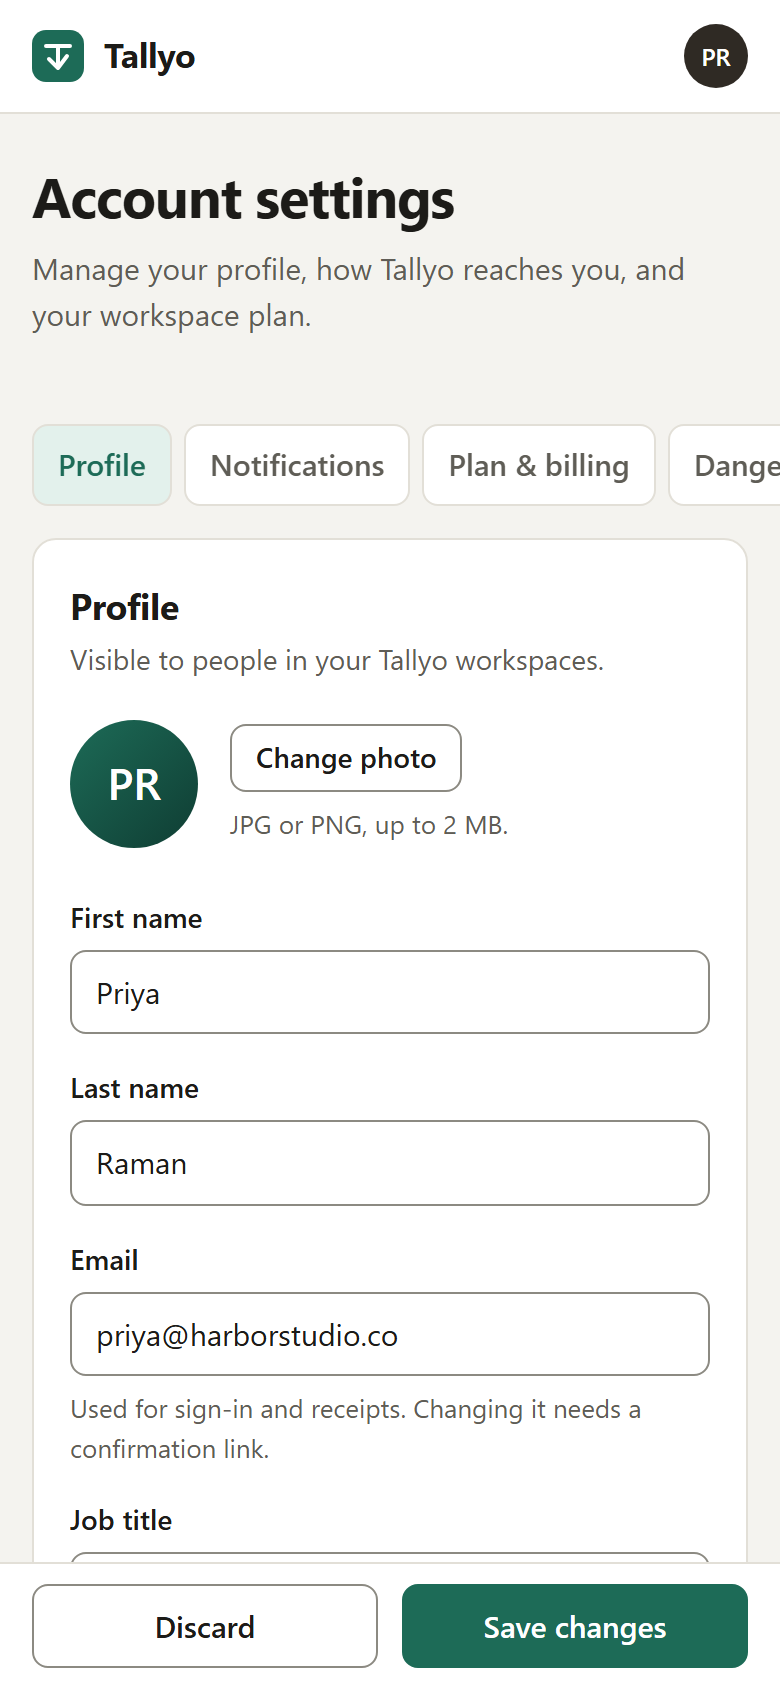 Tallyo
PR
Account settings
Manage your profile, how Tallyo reaches you, and
your workspace plan.
Profile
Notifications
Plan & billing
Dange
Profile
Visible to people in your Tallyo workspaces.
PR
Change photo
JPG or PNG, up to 2 MB.
First name
Priya
Last name
Raman
Email
priya@harborstudio.co
Used for sign-in and receipts. Changing it needs a
confirmation link.
Job title
Discard
Save changes